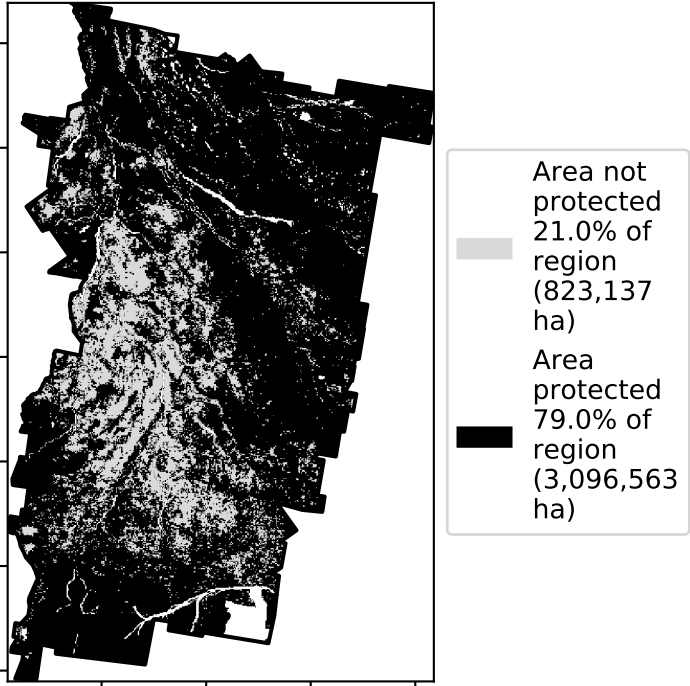 Area not
protected
21.0% of
region
(823,137
ha)
Area
protected
79.0% of
region
(3,096,563
ha)